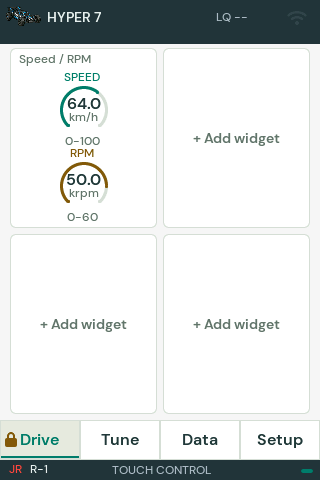 HYPER 7
LQ --
Speed / RPM
SPEED
64.0
km/h
0-100
RPM
50.0
krpm
0-60
+ Add widget
+ Add widget
+ Add widget
Drive
Tune
Data
Setup
JR R-1
TOUCH CONTROL